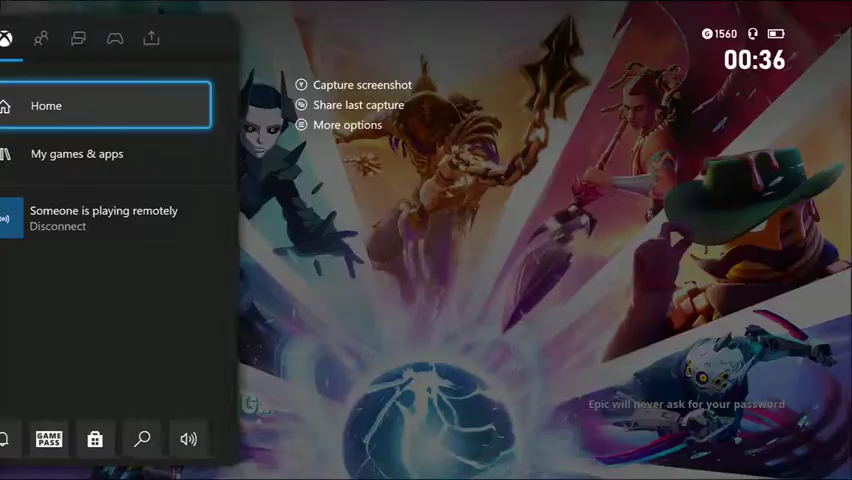 1560
00:36
Capture screenshot
Share last capture
More options
Home
My games & apps
Someone is playing remotely
Disconnect
G..
Epic will never ask for your password
GAME
PASS